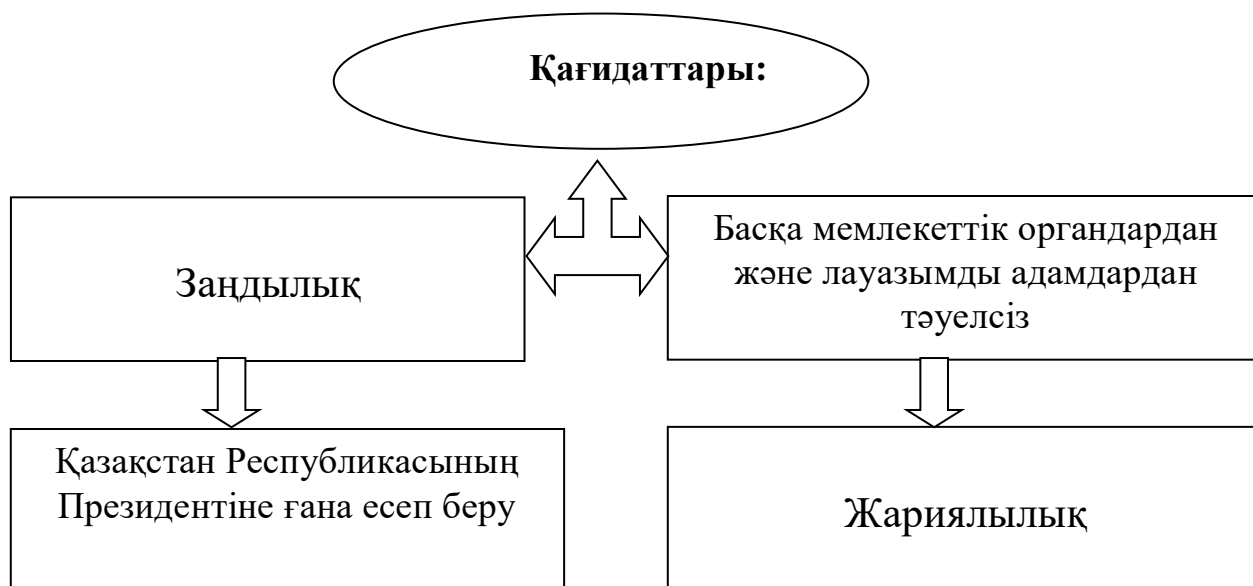 Қағидаттары:
Заңдылық
Басқа мемлекеттік органдардан
және лауазымды адамдардан
тәуелсіз
Қазақстан Республикасының
Президентіне ғана есеп беру
Жариялылық